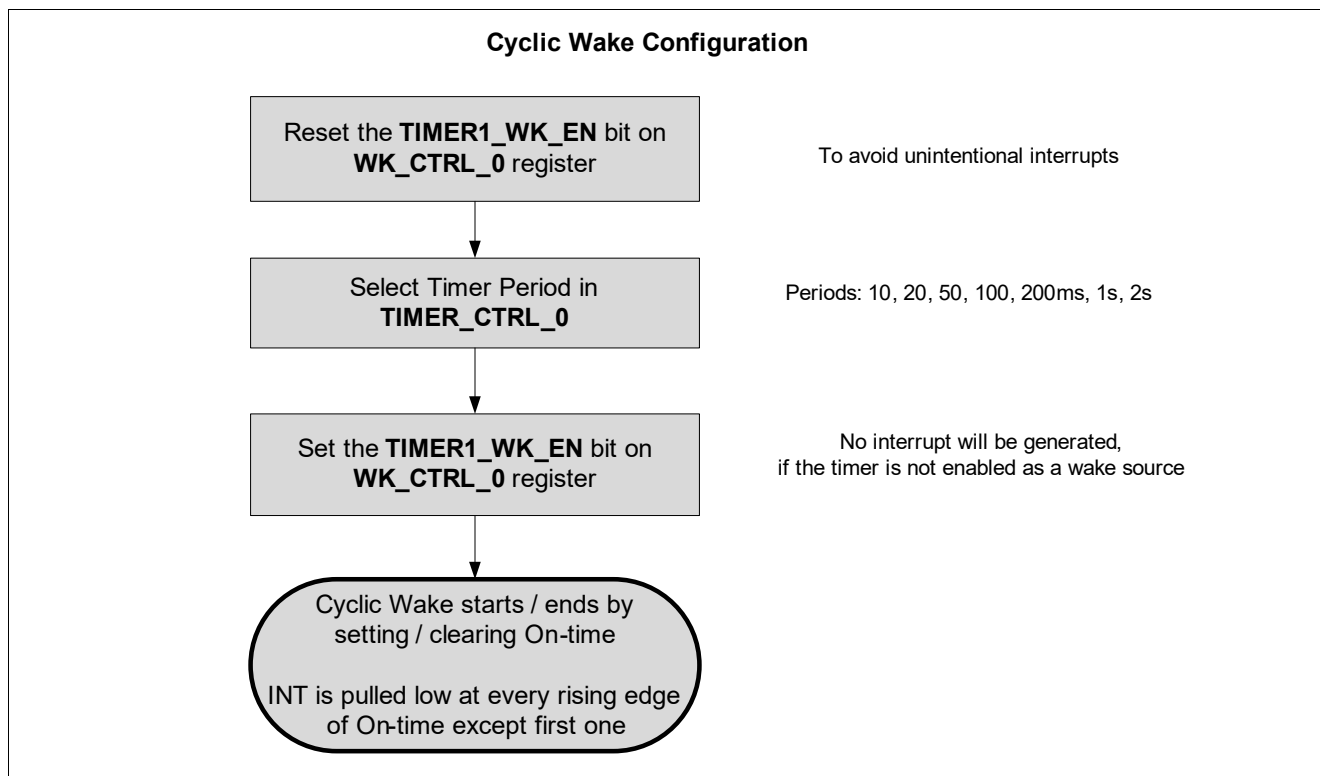 Cyclic Wake Configuration
Reset the TIMER1_WK_EN bit on
WK_CTRL_0 register
To avoid unintentional interrupts
Select Timer Period in
TIMER_CTRL_0
Periods: 10, 20, 50, 100, 200ms, 1s, 2s
Set the TIMER1_WK_EN bit on
WK_CTRL_0 register
No interrupt will be generated,
if the timer is not enabled as a wake source
Cyclic Wake starts / ends by
setting / clearing On-time
INT is pulled low at every rising edge
of On-time except first one